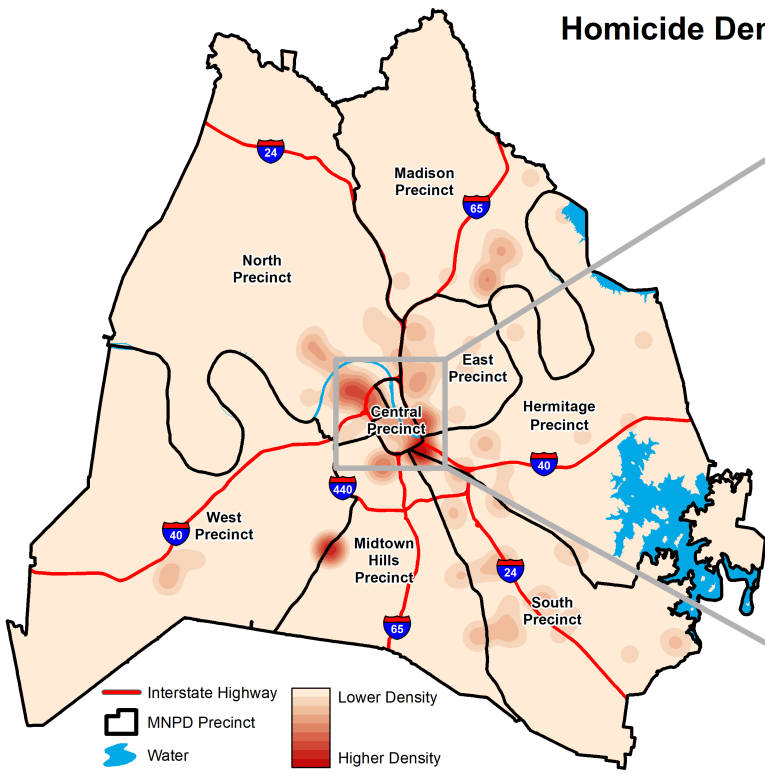 Homicide Den
24
Madison
Precinct
65
North
Precinct
East
Precinct
Central
Precinct
Hermitage
Precinct
40
440
West
Precinct
40
Midtown
Hills
Precinct
24
South
Precinct
65
Interstate Highway
MNPD Precinct
Water
Lower Density
Higher Density